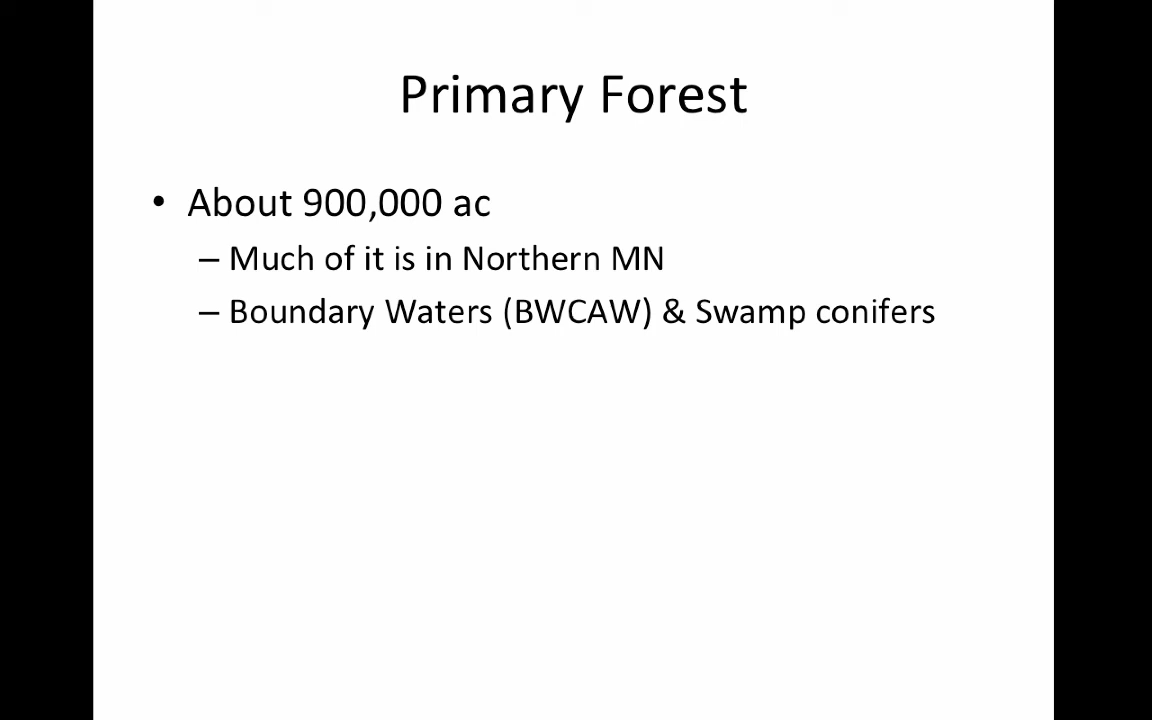 Primary Forest
• About 900,000 ac
– Much of it is in Northern MN
– Boundary Waters (BWCAW) & Swamp conifers